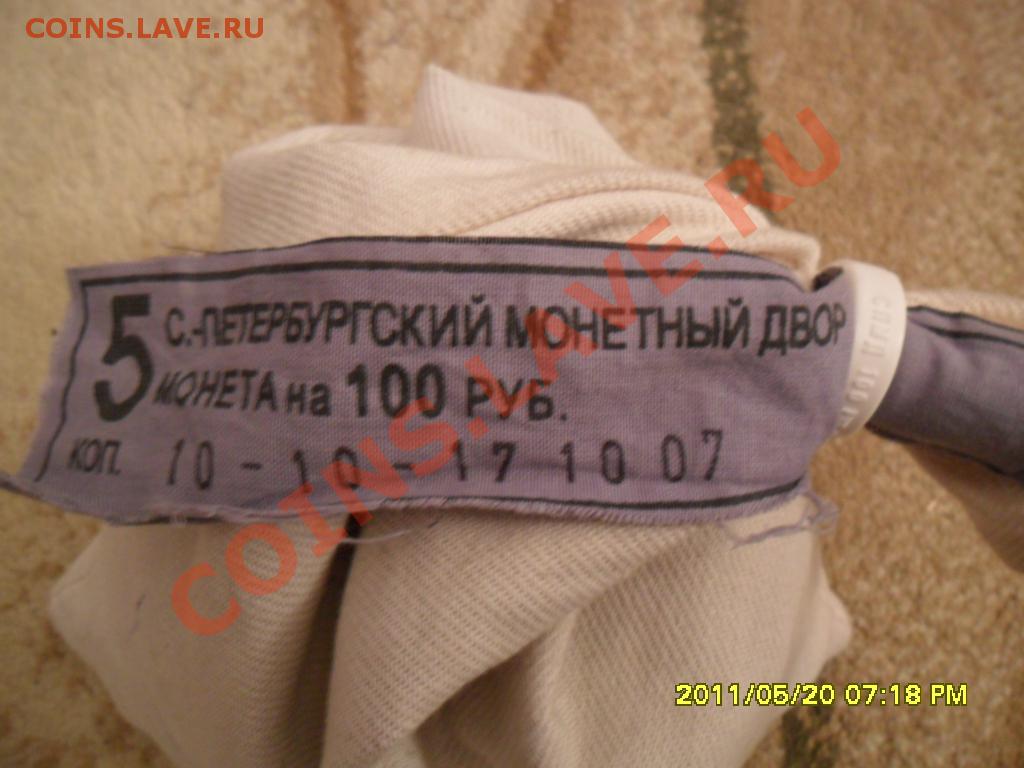 COINS.LAVE.RU
5 С.-ПЕТЕРБУРГСКИЙ МОНЕТНЫЙ ДВОР
МОНЕТА на 100 РУБ.
КОП. 10 - 10 - 17 10 07
COINS.LAVE.RU
2011/05/20 07:18 PM